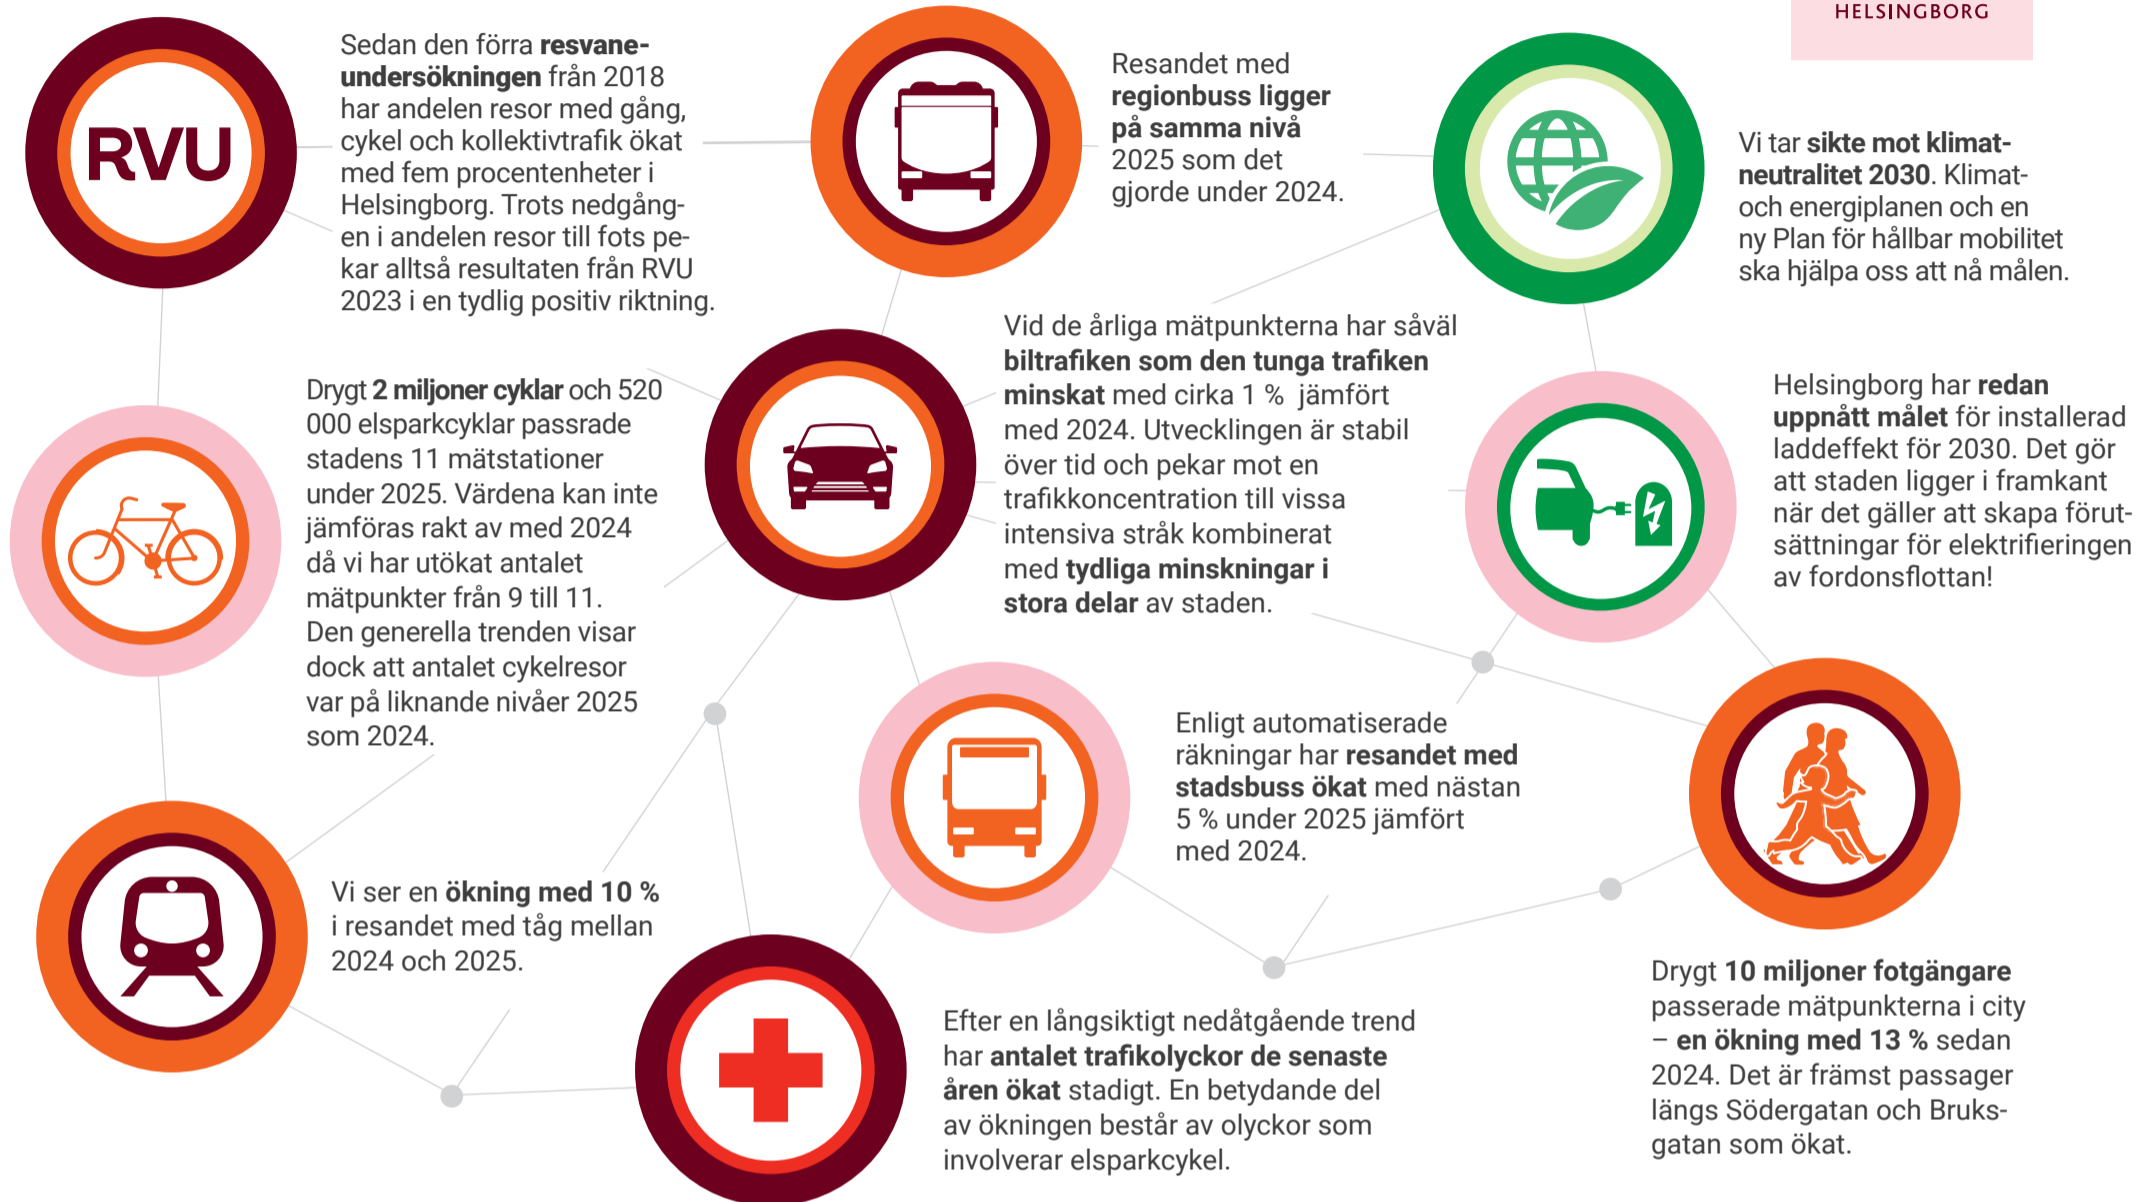 HELSINGBORG
RVU
Sedan den förra resvane-
undersökningen från 2018
har andelen resor med gång,
cykel och kollektivtrafik ökat
med fem procentenheter i
Helsingborg. Trots nedgång-
en i andelen resor till fots pe-
kar alltså resultaten från RVU
2023 i en tydlig positiv riktning.
Resandet med
regionbuss ligger
på samma nivå
2025 som det
gjorde under 2024.
Vi tar sikte mot klimat-
neutralitet 2030. Klimat-
och energiplanen och en
ny Plan för hållbar mobilitet
ska hjälpa oss att nå målen.
Drygt 2 miljoner cyklar och 520
000 elsparkcyklar passrade
stadens 11 mätstationer
under 2025. Värdena kan inte
jämföras rakt av med 2024
då vi har utökat antalet
mätpunkter från 9 till 11.
Den generella trenden visar
dock att antalet cykelresor
var på liknande nivåer 2025
som 2024.
Vid de årliga mätpunkterna har såväl
biltrafiken som den tunga trafiken
minskat med cirka 1 % jämfört
med 2024. Utvecklingen är stabil
över tid och pekar mot en
trafikkoncentration till vissa
intensiva stråk kombinerat
med tydliga minskningar i
stora delar av staden.
Helsingborg har redan
uppnått målet för installerad
laddeffekt för 2030. Det gör
att staden ligger i framkant
när det gäller att skapa förut-
sättningar för elektrifieringen
av fordonsflottan!
Vi ser en ökning med 10 %
i resandet med tåg mellan
2024 och 2025.
Enligt automatiserade
räkningar har resandet med
stadsbuss ökat med nästan
5 % under 2025 jämfört
med 2024.
Efter en långsiktigt nedåtgående trend
har antalet trafikolyckor de senaste
åren ökat stadigt. En betydande del
av ökningen består av olyckor som
involverar elsparkcykel.
Drygt 10 miljoner fotgängare
passerade mätpunkterna i city
– en ökning med 13 % sedan
2024. Det är främst passager
längs Södergatan och Bruks-
gatan som ökat.